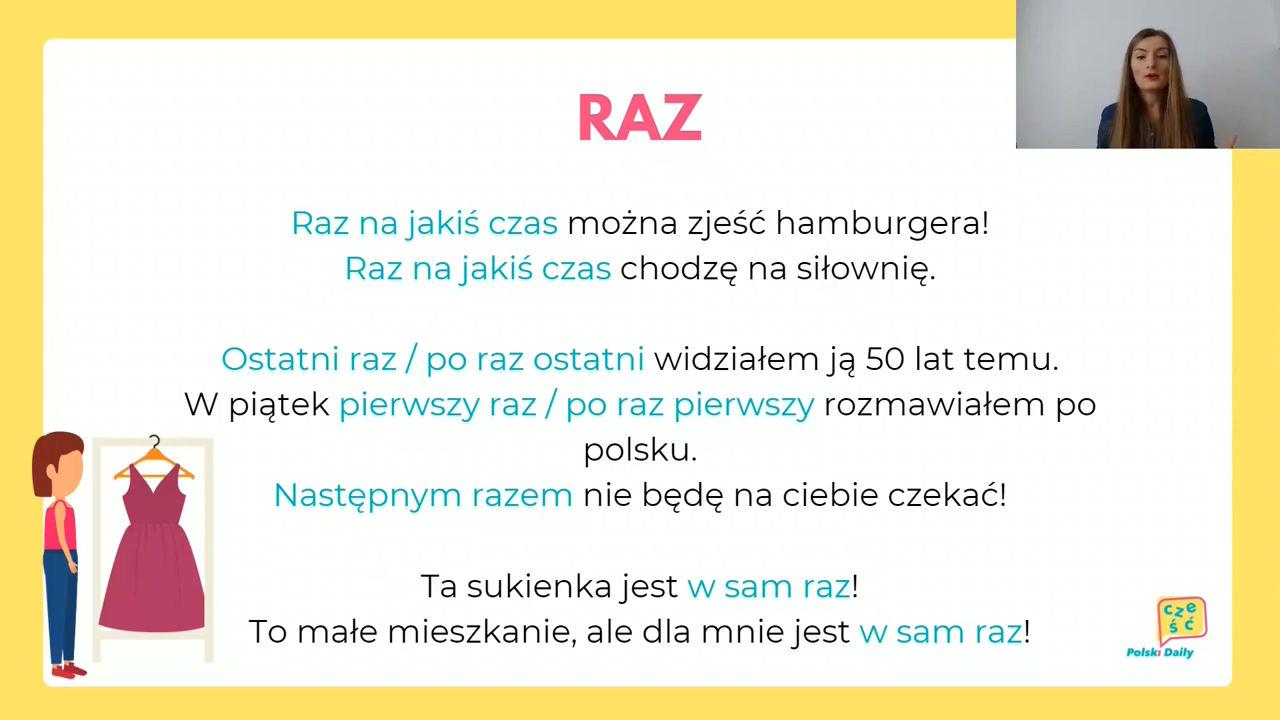 RAZ
Raz na jakiś czas można zjeść hamburgera!
Raz na jakiś czas chodzę na siłownię.
Ostatni raz / po raz ostatni widziałem ją 50 lat temu.
W piątek pierwszy raz / po raz pierwszy rozmawiałem po
polsku.
Następnym razem nie będę na ciebie czekać!
Ta sukienka jest w sam raz!
To małe mieszkanie, ale dla mnie jest w sam raz!
cze
ść
Polski Daily